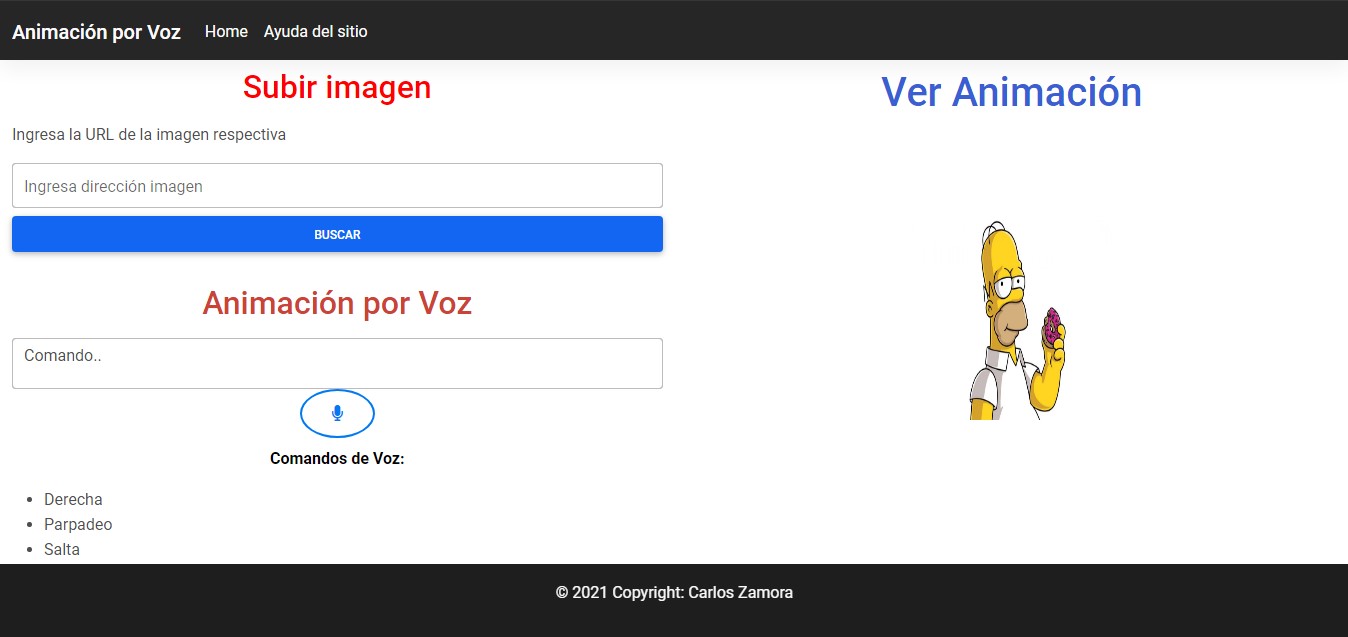 Animación por Voz Home Ayuda del sitio
Subir imagen
Ingresa la URL de la imagen respectiva
Ingresa dirección imagen
BUSCAR
Animación por Voz
Comando..
Comandos de Voz:
Derecha
Parpadeo
Salta
Ver Animación
© 2021 Copyright: Carlos Zamora